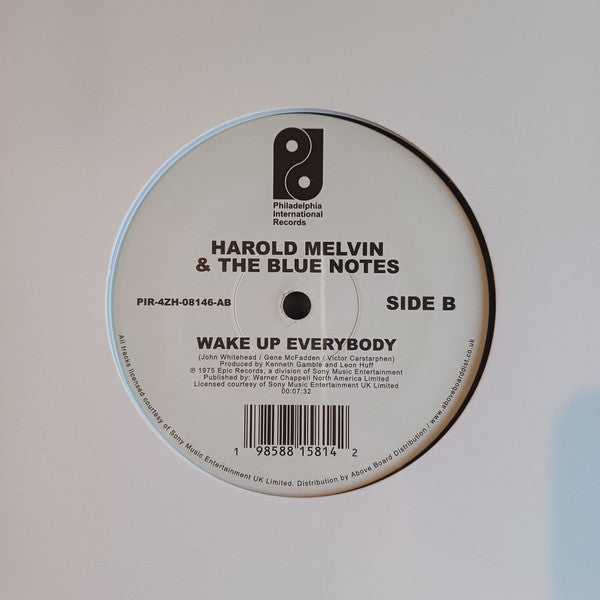 Philadelphia
International
Records
HAROLD MELVIN
& THE BLUE NOTES
PIR-4ZH-08146-AB
SIDE B
WAKE UP EVERYBODY
(John Whitehead / Gene McFadden / Victor Carstarphen)
Produced by Kenneth Gamble and Leon Huff
℗ 1975 Epic Records, a division of Sony Music Entertainment
Published by: Warner Chappell North America Limited
Licensed courtesy of Sony Music Entertainment UK Limited
00:07:32
1 98588 15814 2
All tracks licensed courtesy of Sony Music Entertainment UK Limited. Distribution by Above Board Distribution / www.aboveboarddist.co.uk